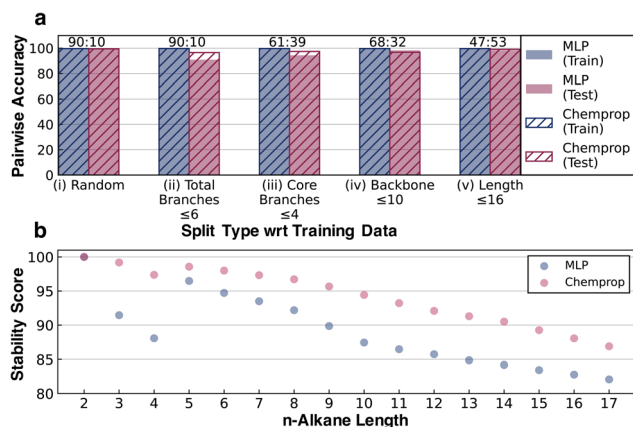 a
90:10 90:10 61:39 68:32 47:53
100
80
60
40
20
0
Pairwise Accuracy
(i) Random
(ii) Total
Branches
≤6
(iii) Core
Branches
≤4
(iv) Backbone
≤10
(v) Length
≤16
Split Type wrt Training Data
MLP
(Train)
MLP
(Test)
Chemprop
(Train)
Chemprop
(Test)
b
100
95
90
85
80
Stability Score
MLP
Chemprop
2 3 4 5 6 7 8 9 10 11 12 13 14 15 16 17
n-Alkane Length